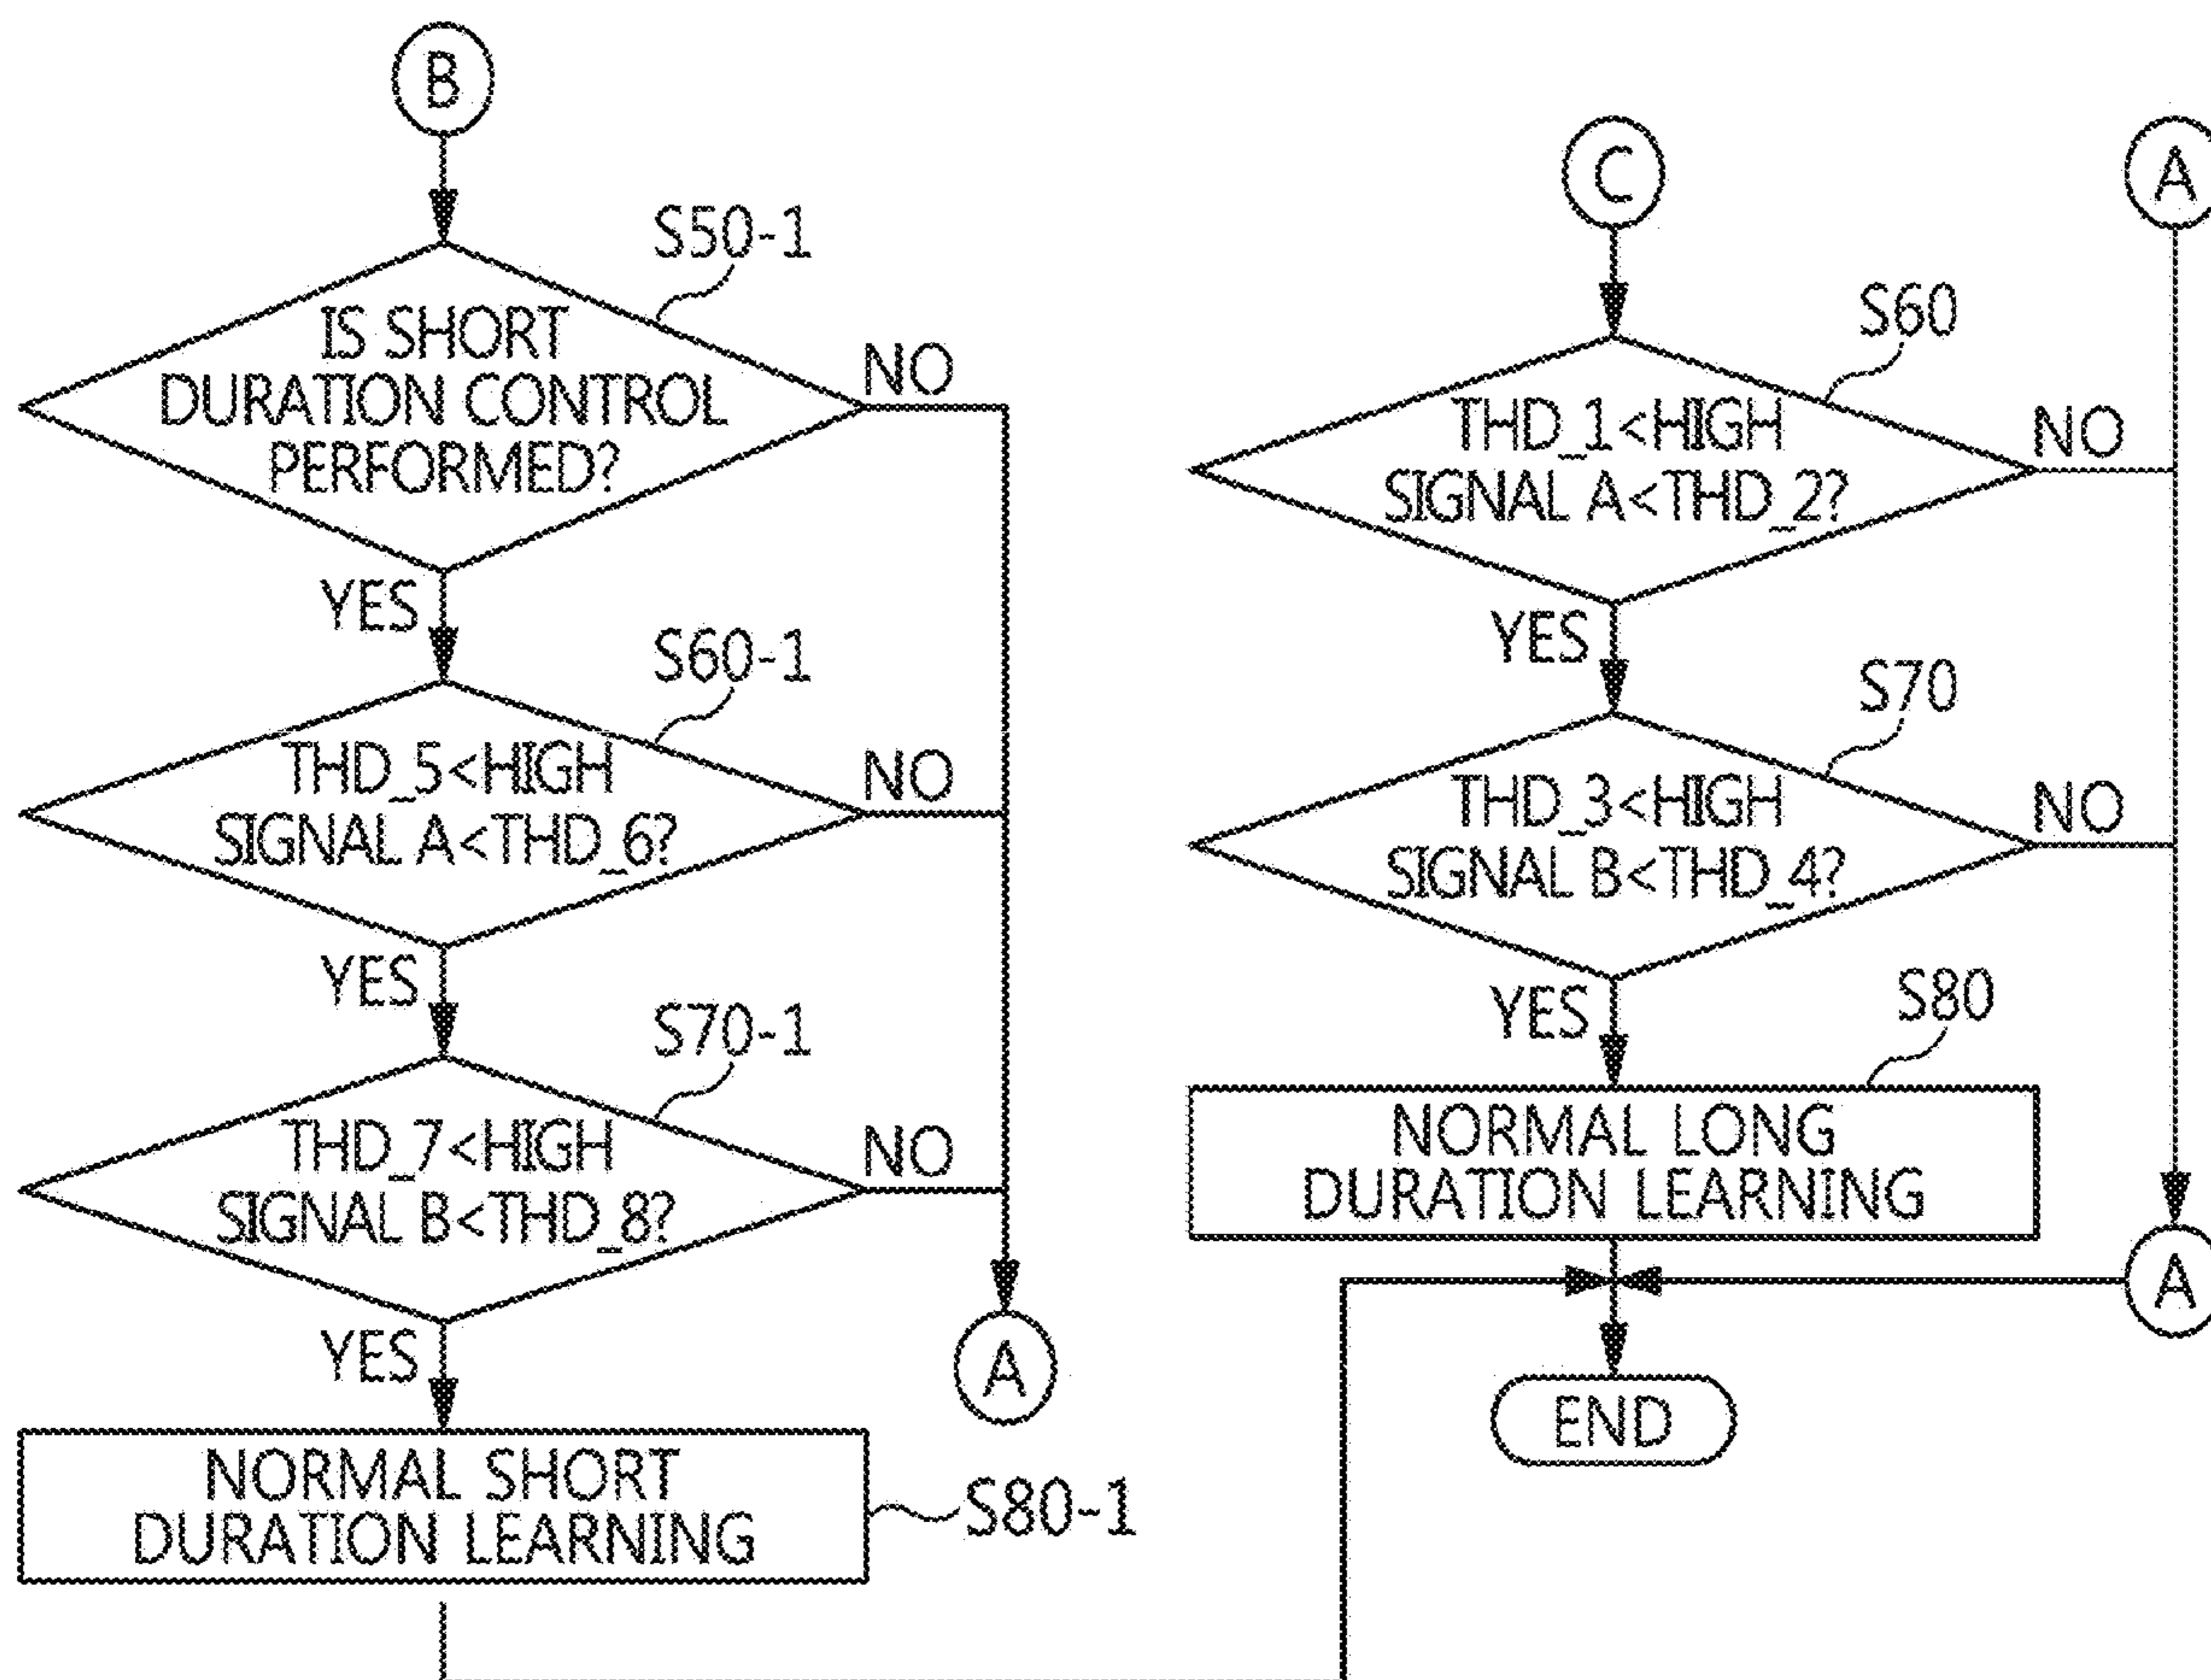 B
S50-1
IS SHORT
DURATION CONTROL
PERFORMED?
NO
YES
S60-1
THD_5<HIGH
SIGNAL A<THD_6?
NO
YES
S70-1
THD_7<HIGH
SIGNAL B<THD_8?
NO
YES
A
NORMAL SHORT
DURATION LEARNING
S80-1
C
A
S60
THD_1<HIGH
SIGNAL A<THD_2?
NO
YES
S70
THD_3<HIGH
SIGNAL B<THD_4?
NO
YES
S80
NORMAL LONG
DURATION LEARNING
A
END